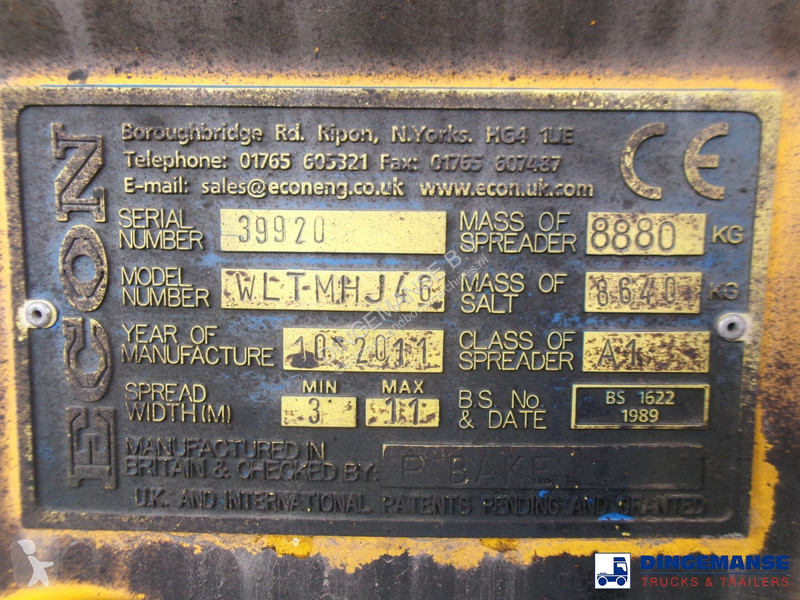 ECON
Boroughbridge Rd. Ripon, N.Yorks. HG4 1UE
Telephone: 01765 605321 Fax: 01765 607487
E-mail: sales@econeng.co.uk www.econ.uk.com
CE
SERIAL NUMBER 39920 MASS OF SPREADER 8880 KG
MODEL NUMBER WLT-MHJ46 MASS OF SALT 8640 KG
YEAR OF MANUFACTURE 10-2011 CLASS OF SPREADER A1
SPREAD WIDTH (M) MIN 3 MAX 11 B.S. No. & DATE BS 1622 1989
MANUFACTURED IN BRITAIN & CHECKED BY: P BAKE
U.K. AND INTERNATIONAL PATENTS PENDING AND GRANTED
DINGEMANSE
TRUCKS & TRAILERS